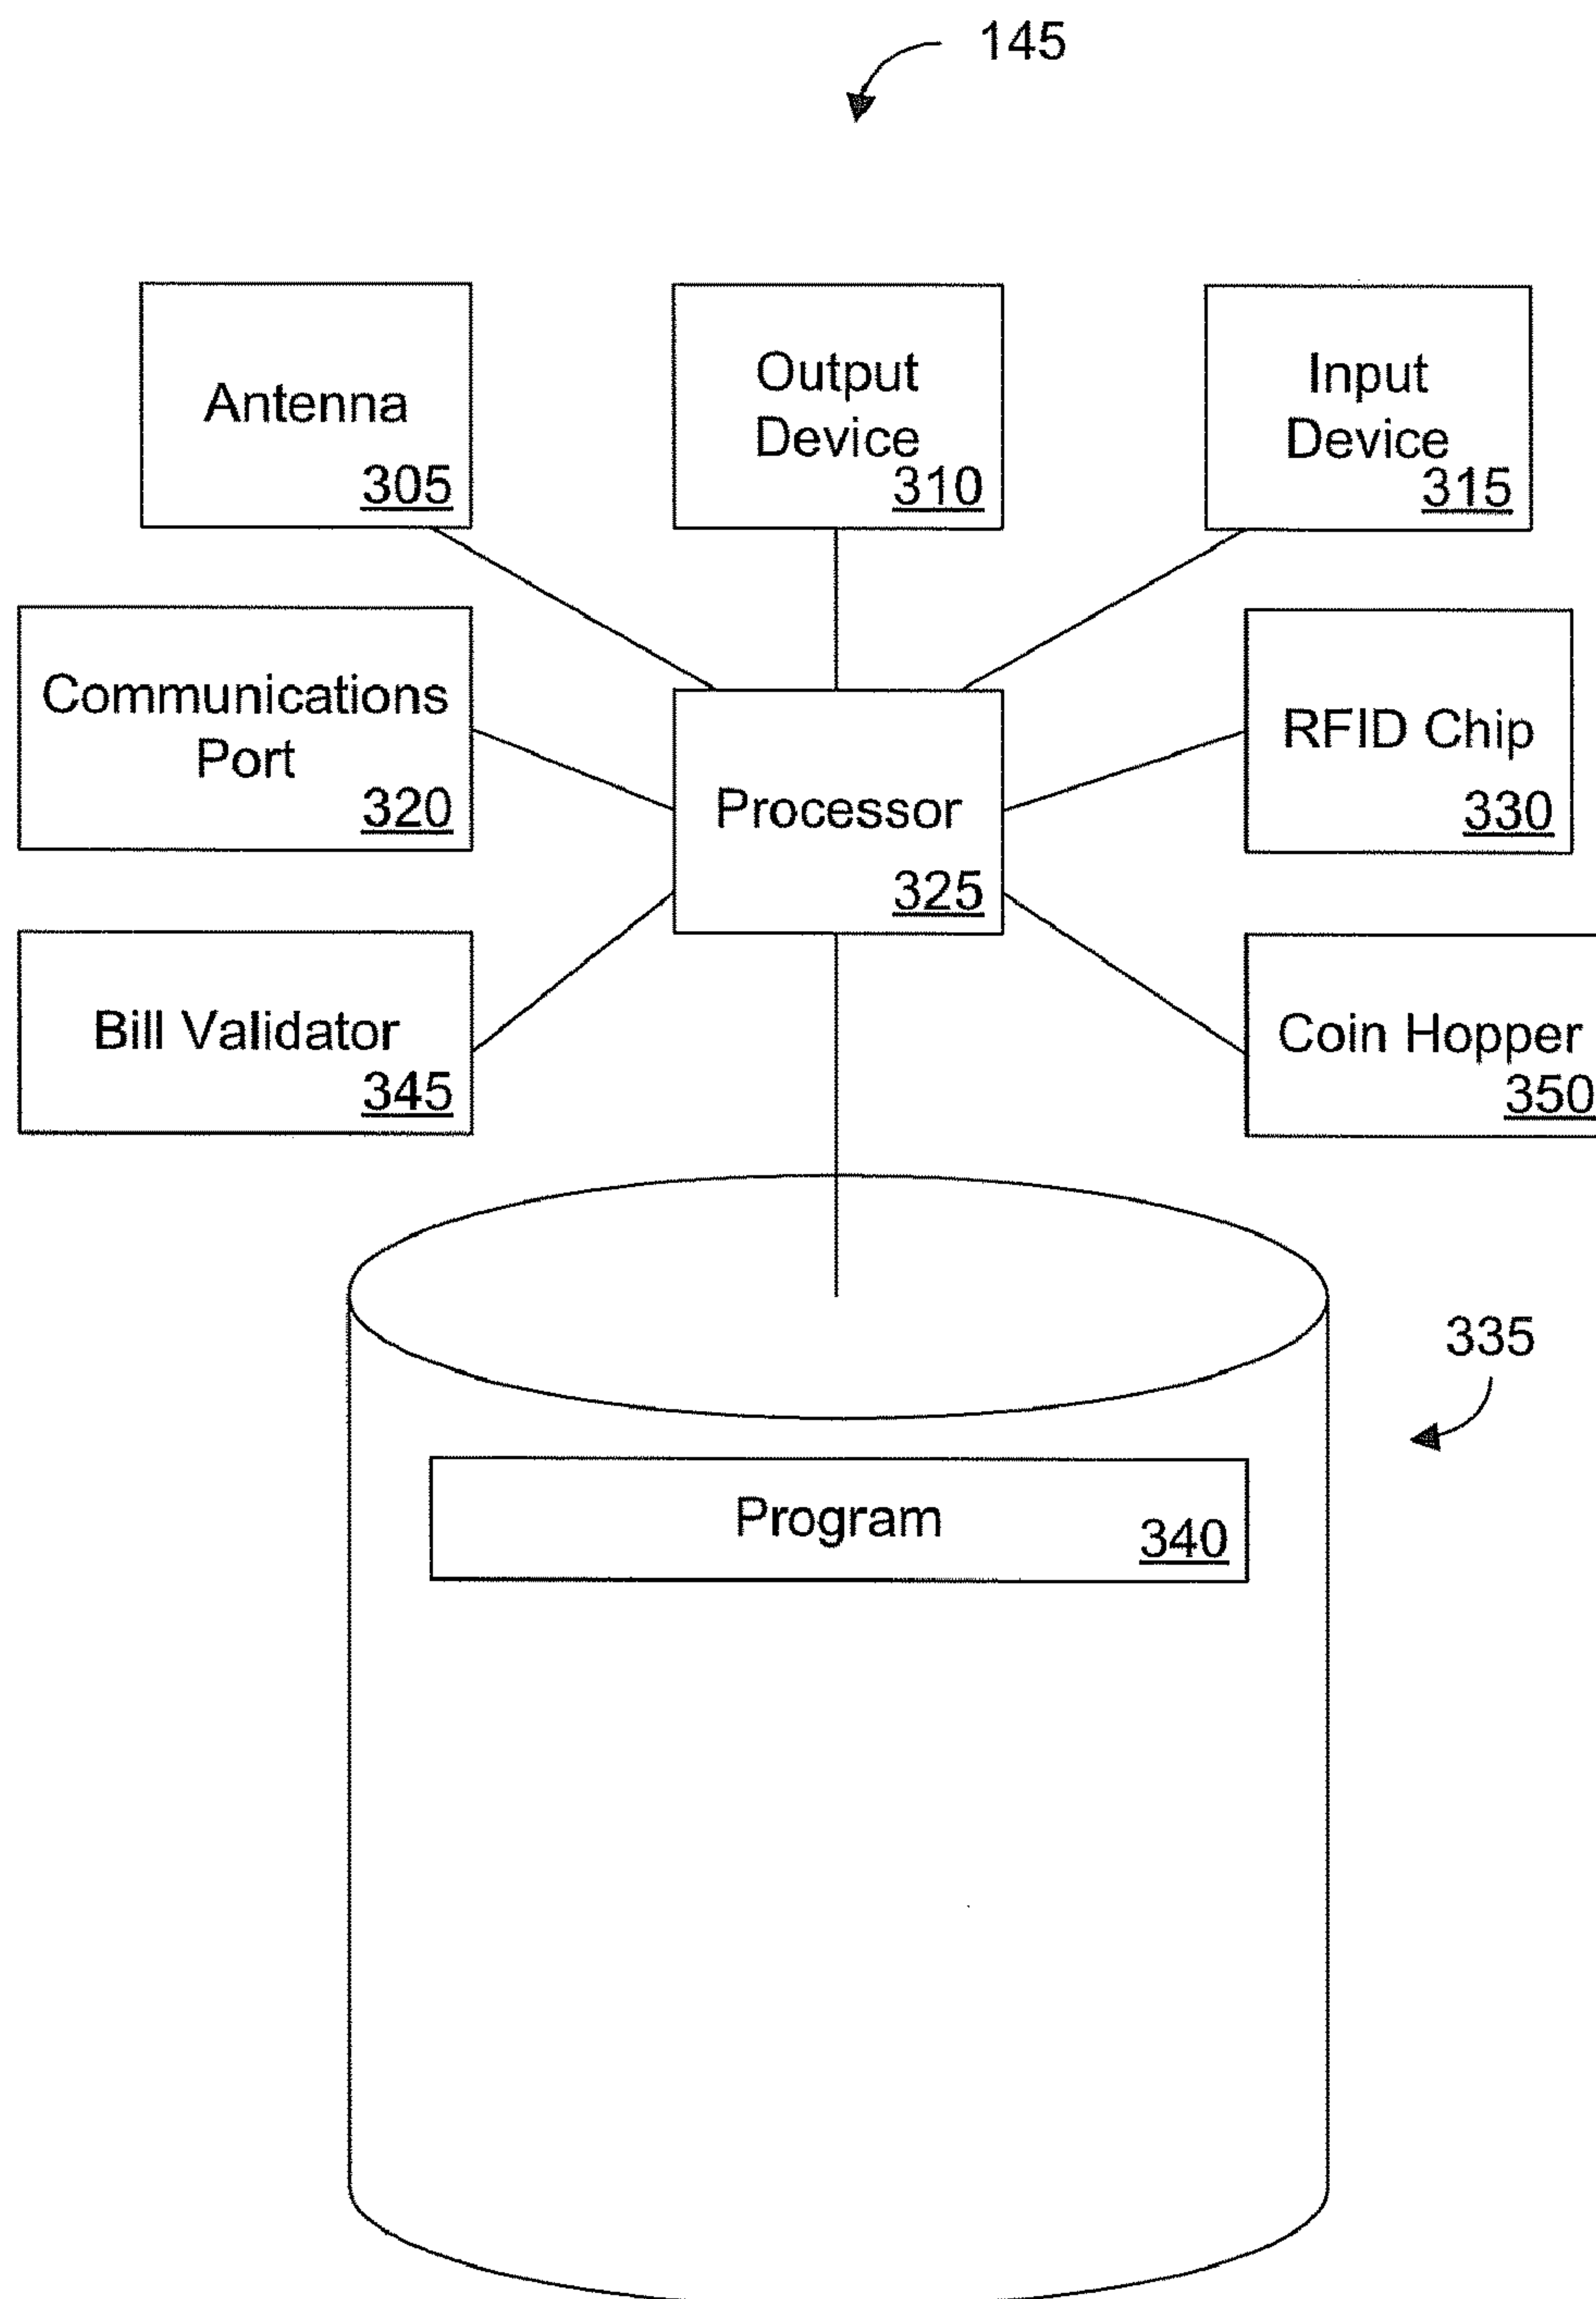 145
Antenna
305
Output
Device
310
Input
Device
315
Communications
Port
320
Processor
325
RFID Chip
330
Bill Validator
345
Coin Hopper
350
335
Program
340